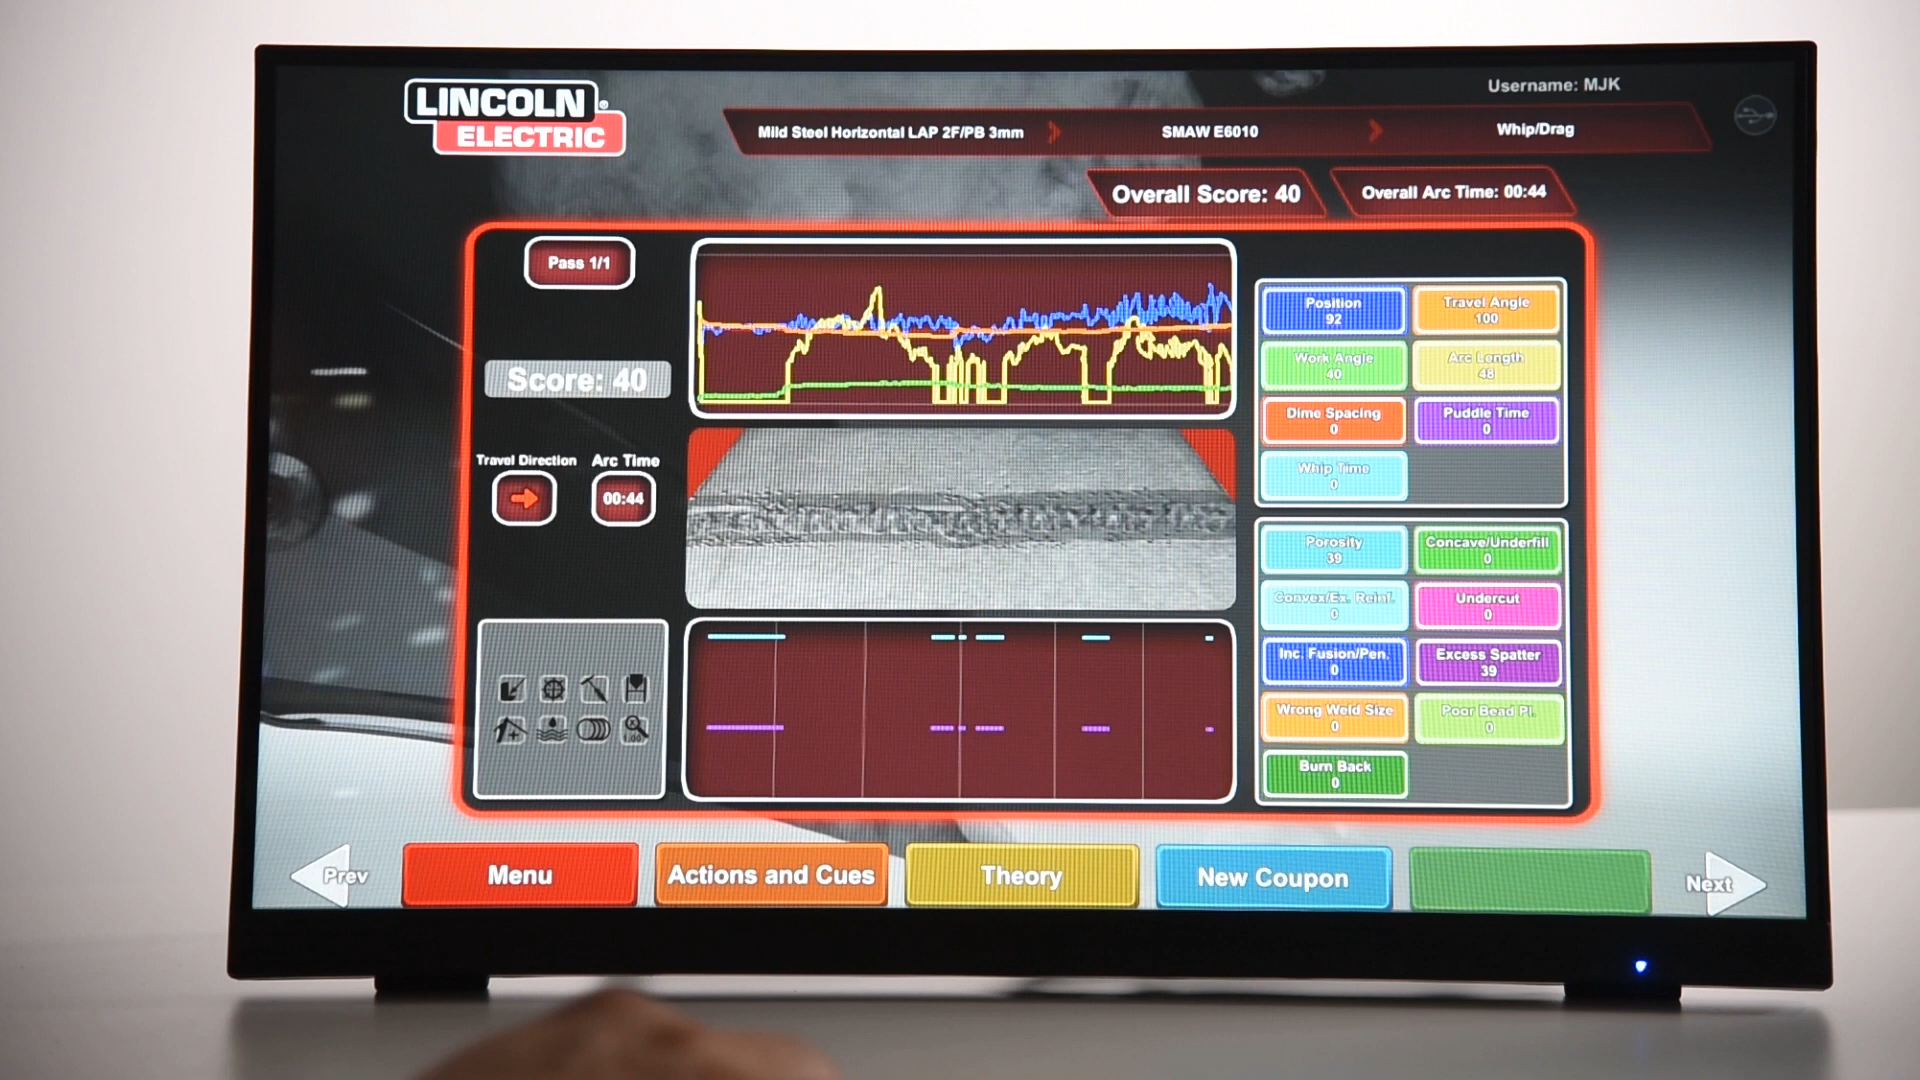 LINCOLN
ELECTRIC
®
Username: MJK
Mild Steel Horizontal LAP 2F/PB 3mm
SMAW E6010
Whip/Drag
Overall Score: 40
Overall Arc Time: 00:44
Pass 1/1
Score: 40
Travel Direction
Arc Time
00:44
Position
92
Travel Angle
100
Work Angle
40
Arc Length
48
Dime Spacing
0
Puddle Time
0
Whip Time
0
Porosity
39
Concave/Underfill
0
Convex/Ex. Reinf.
0
Undercut
0
Inc. Fusion/Pen.
0
Excess Spatter
39
Wrong Weld Size
0
Poor Bead Pl.
0
Burn Back
0
1.00
Prev
Menu
Actions and Cues
Theory
New Coupon
Next